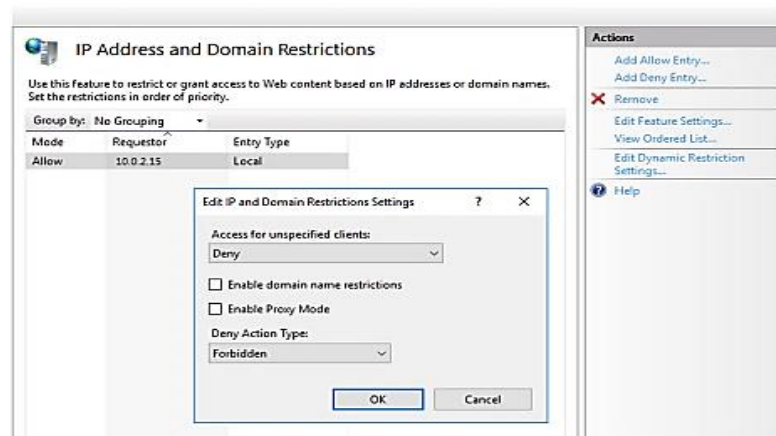 IP Address and Domain Restrictions
Use this feature to restrict or grant access to Web content based on IP addresses or domain names.
Set the restrictions in order of priority.
Group by: No Grouping
Mode Requestor Entry Type
Allow 10.0.2.15 Local
Edit IP and Domain Restrictions Settings ? ×
Access for unspecified clients:
Deny
Enable domain name restrictions
Enable Proxy Mode
Deny Action Type:
Forbidden
OK Cancel
Actions
Add Allow Entry...
Add Deny Entry...
Remove
Edit Feature Settings...
View Ordered List...
Edit Dynamic Restriction
Settings...
Help